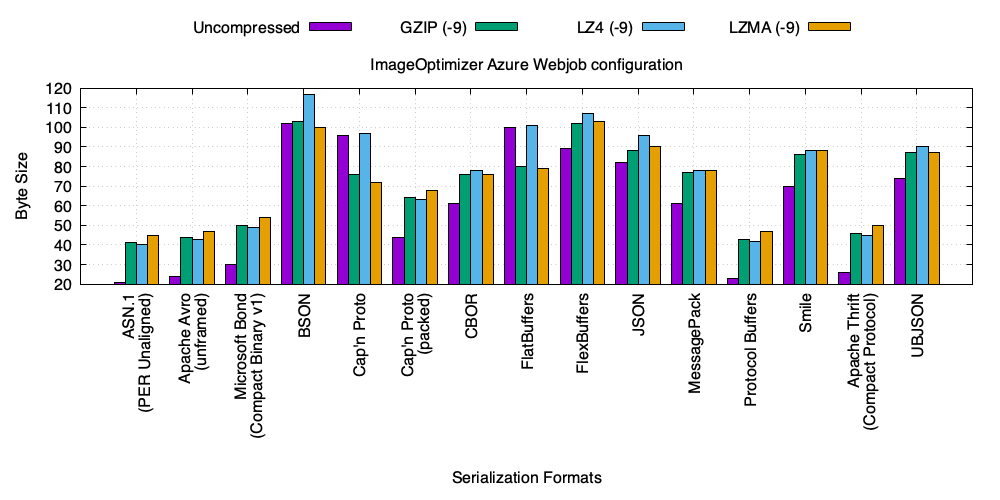 Uncompressed GZIP (-9) LZ4 (-9) LZMA (-9)
ImageOptimizer Azure Webjob configuration
Byte Size
120
110
100
90
80
70
60
50
40
30
20
ASN.1
(PER Unaligned)
Apache Avro
(unframed)
Microsoft Bond
(Compact Binary v1)
BSON
Cap'n Proto
Cap'n Proto
(packed)
CBOR
FlatBuffers
FlexBuffers
JSON
MessagePack
Protocol Buffers
Smile
Apache Thrift
(Compact Protocol)
UBJSON
Serialization Formats